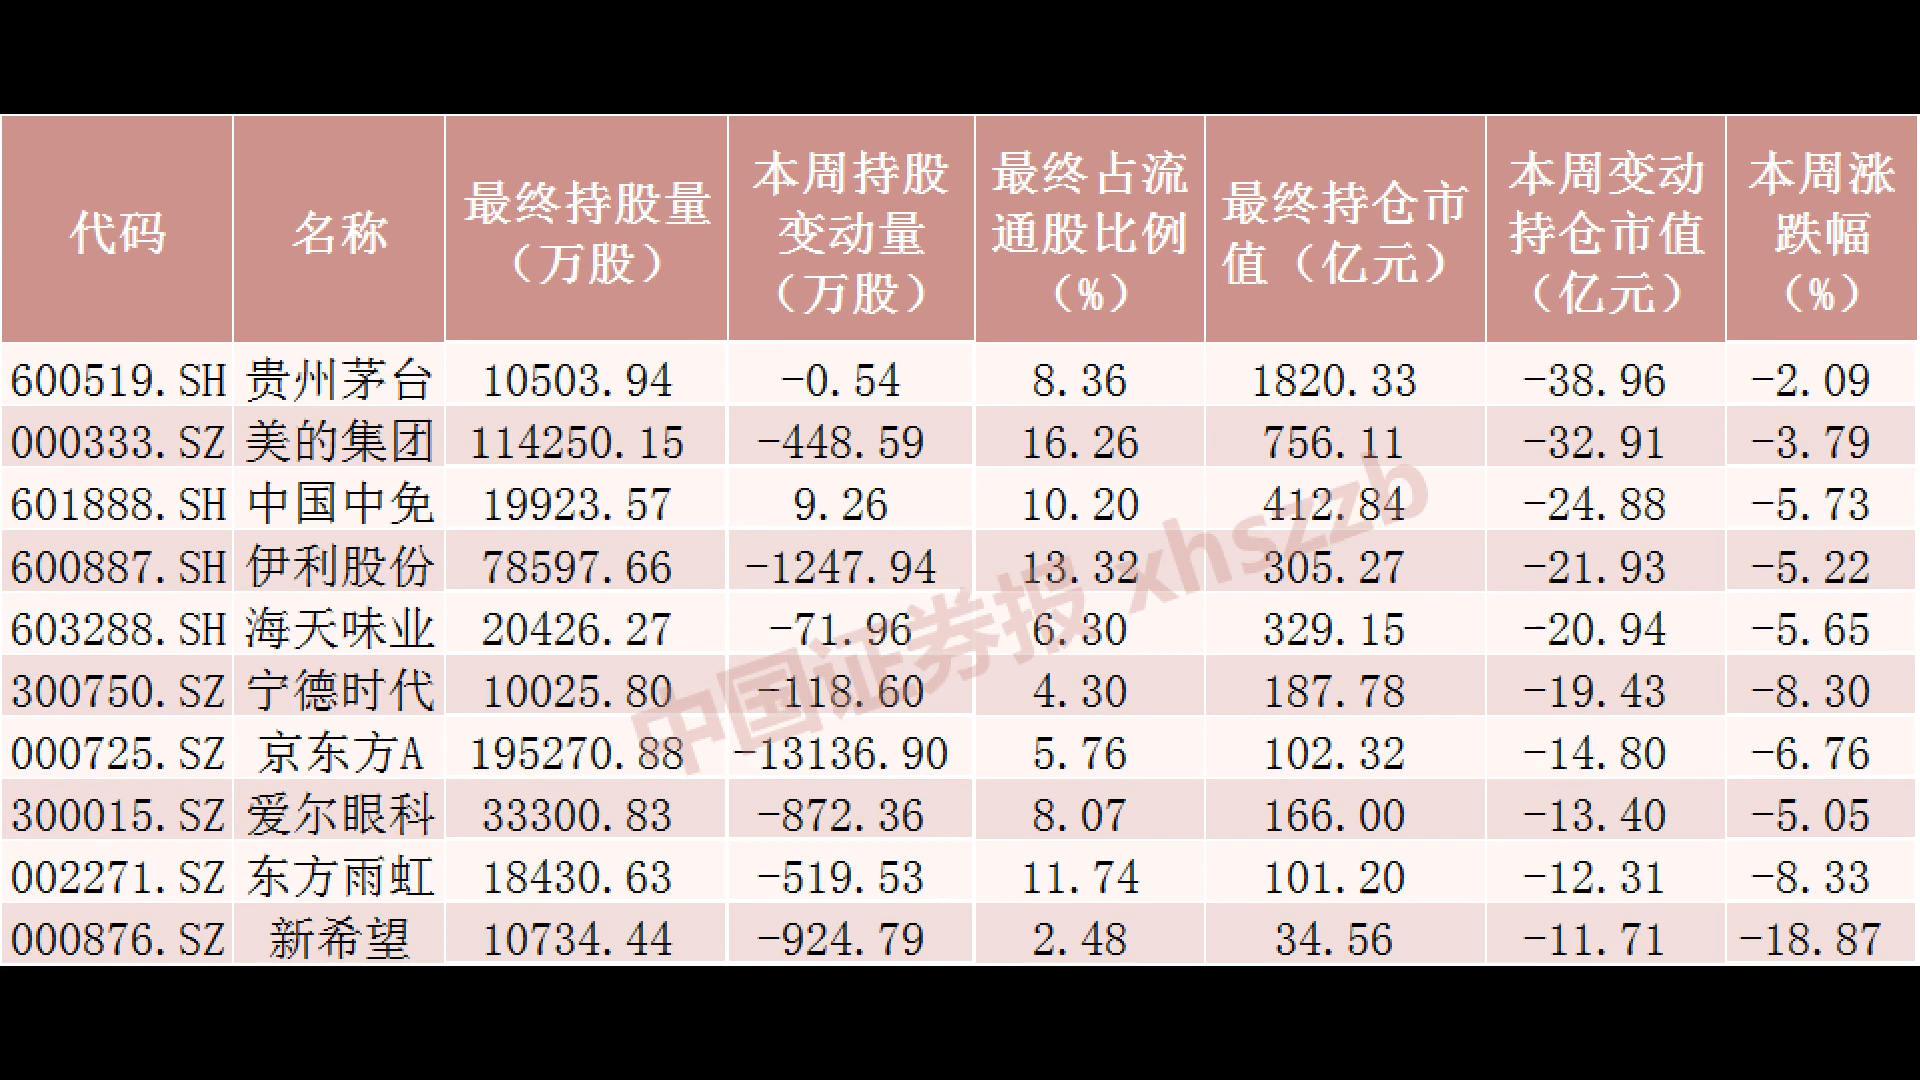 代码 名称 最终持股量（万股） 本周持股变动量（万股） 最终占流通股比例（%） 最终持仓市值（亿元） 本周变动持仓市值（亿元） 本周涨跌幅（%）
600519.SH 贵州茅台 10503.94 -0.54 8.36 1820.33 -38.96 -2.09
000333.SZ 美的集团 114250.15 -448.59 16.26 756.11 -32.91 -3.79
601888.SH 中国中免 19923.57 9.26 10.20 412.84 -24.88 -5.73
600887.SH 伊利股份 78597.66 -1247.94 13.32 305.27 -21.93 -5.22
603288.SH 海天味业 20426.27 -71.96 6.30 329.15 -20.94 -5.65
300750.SZ 宁德时代 10025.80 -118.60 4.30 187.78 -19.43 -8.30
000725.SZ 京东方A 195270.88 -13136.90 5.76 102.32 -14.80 -6.76
300015.SZ 爱尔眼科 33300.83 -872.36 8.07 166.00 -13.40 -5.05
002271.SZ 东方雨虹 18430.63 -519.53 11.74 101.20 -12.31 -8.33
000876.SZ 新希望 10734.44 -924.79 2.48 34.56 -11.71 -18.87
中国证券报 xhszzb